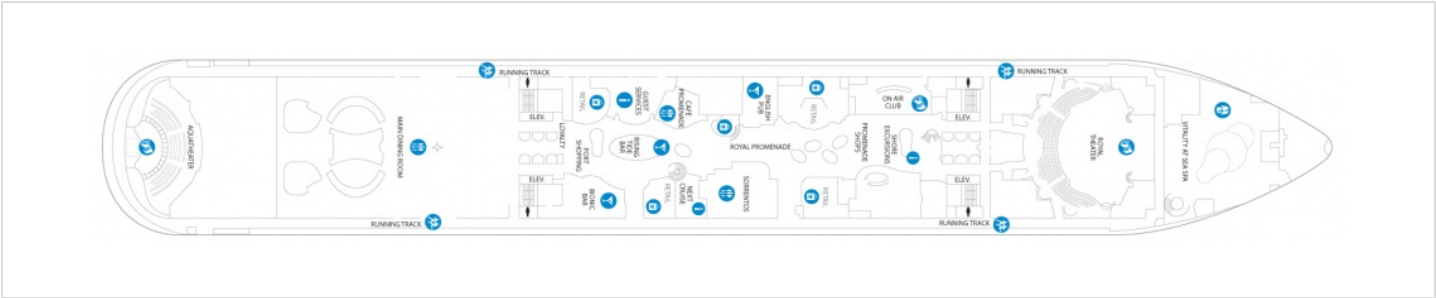 RUNNING TRACK
RUNNING TRACK
AQUATHEATER
MAIN DINING ROOM
ELEV.
LOYALTY
PORT
SHOPPING
RETAIL
GUEST
SERVICES
CAFE
PROMENADE
RISING
TIDE
BAR
ENGLISH
PUB
RETAIL
ROYAL PROMENADE
ON AIR
CLUB
PROMENADE
SHOPS
SHORE
EXCURSIONS
ELEV.
ROYAL
THEATER
VITALITY AT SEA SPA
ELEV.
BIONIC
BAR
RETAIL
NEXT
CRUISE
SORRENTOS
RETAIL
ELEV.
RUNNING TRACK
RUNNING TRACK